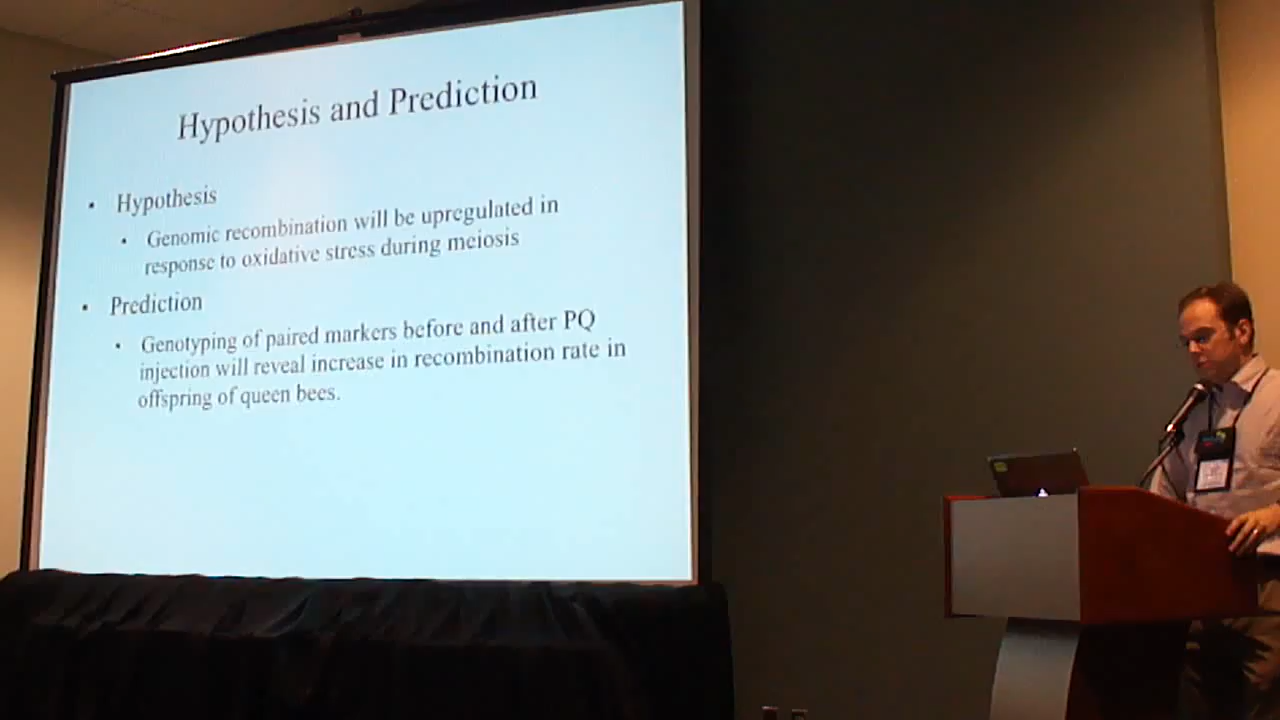 Hypothesis and Prediction
• Hypothesis
• Genomic recombination will be upregulated in
response to oxidative stress during meiosis
• Prediction
• Genotyping of paired markers before and after PQ
injection will reveal increase in recombination rate in
offspring of queen bees.